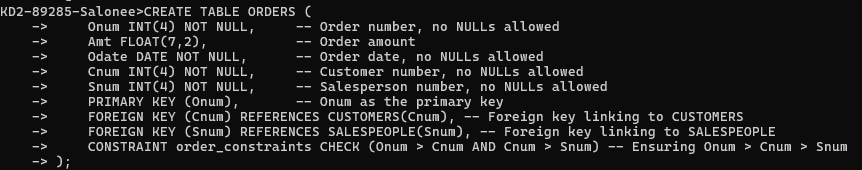 KD2-89285-Salonee>CREATE TABLE ORDERS (
    ->     Onum INT(4) NOT NULL,     -- Order number, no NULLs allowed
    ->     Amt FLOAT(7,2),           -- Order amount
    ->     Odate DATE NOT NULL,      -- Order date, no NULLs allowed
    ->     Cnum INT(4) NOT NULL,     -- Customer number, no NULLs allowed
    ->     Snum INT(4) NOT NULL,     -- Salesperson number, no NULLs allowed
    ->     PRIMARY KEY (Onum),       -- Onum as the primary key
    ->     FOREIGN KEY (Cnum) REFERENCES CUSTOMERS(Cnum), -- Foreign key linking to CUSTOMERS
    ->     FOREIGN KEY (Snum) REFERENCES SALESPEOPLE(Snum), -- Foreign key linking to SALESPEOPLE
    ->     CONSTRAINT order_constraints CHECK (Onum > Cnum AND Cnum > Snum) -- Ensuring Onum > Cnum > Snum
    -> );